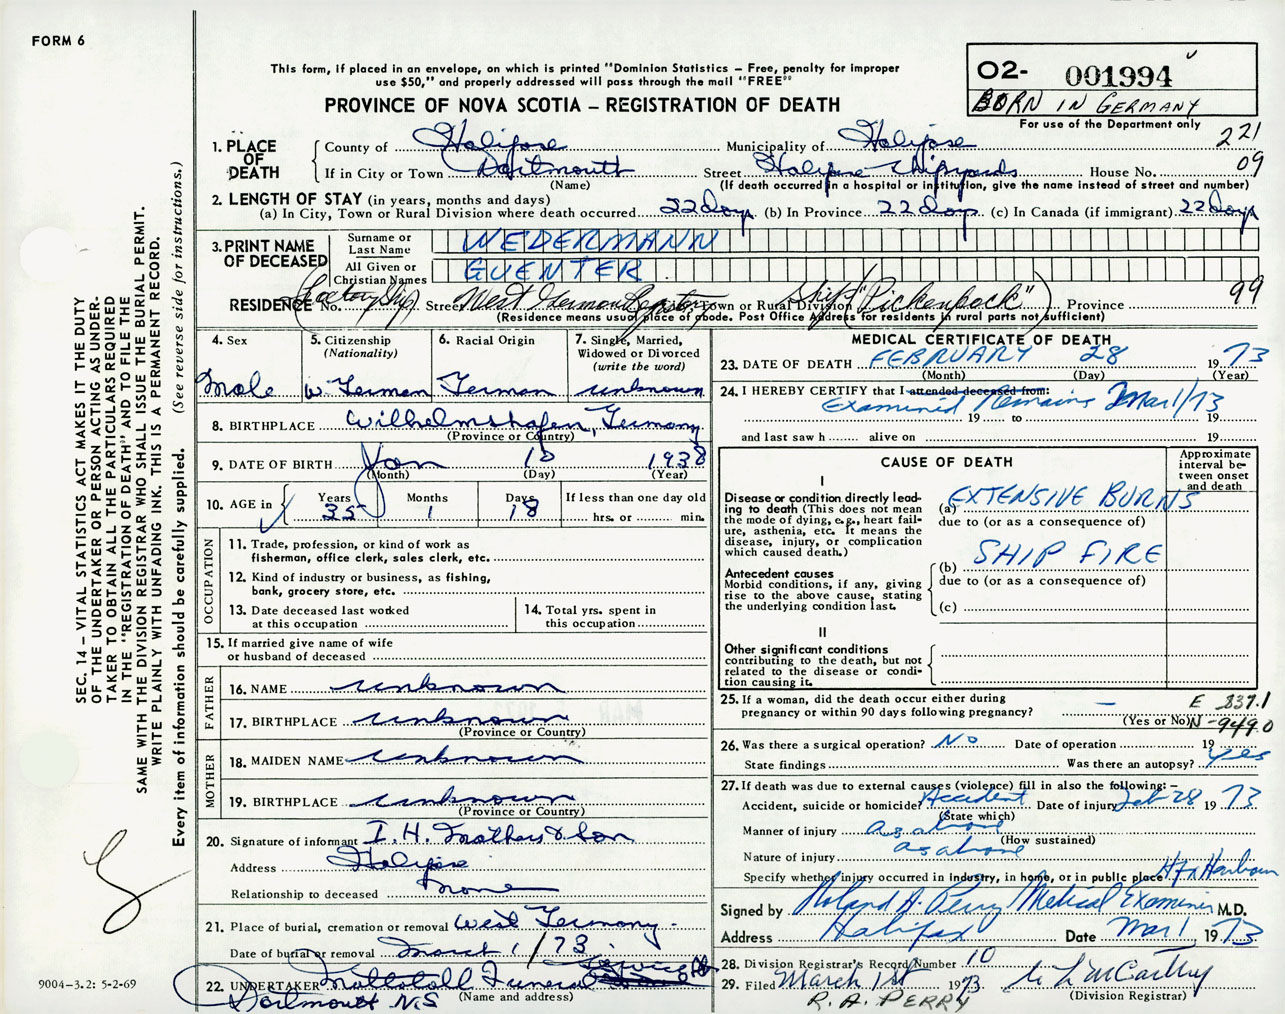 FORM 6
This form, if placed in an envelope, on which is printed "Dominion Statistics – Free, penalty for improper
use $50," and properly addressed will pass through the mail "FREE"
PROVINCE OF NOVA SCOTIA – REGISTRATION OF DEATH
O2- 001994
BORN IN GERMANY
For use of the Department only
221
09
1. PLACE OF DEATH
County of Halifax Municipality of Halifax
If in City or Town Dartmouth Street Halifax Shipyards House No.
(Name) (If death occurred in a hospital or institution, give the name instead of street and number)
2. LENGTH OF STAY (in years, months and days)
(a) In City, Town or Rural Division where death occurred 22 days (b) In Province 22 days (c) In Canada (if immigrant) 22 days
3. PRINT NAME OF DECEASED
Surname or Last Name WEDERMANN
All Given or Christian Names GUENTER
RESIDENCE No. (Factory Ship) Street West German Registry Town or Rural Division Ship "Pickenback") Province 99
(Residence means usual place of abode. Post Office Address for residents in rural parts not sufficient)
4. Sex Male
5. Citizenship (Nationality) W. German
6. Racial Origin German
7. Single, Married, Widowed or Divorced (write the word) unknown
8. BIRTHPLACE Wilhelmshafen, Germany
(Province or Country)
9. DATE OF BIRTH Jan 10 1938
(Month) (Day) (Year)
10. AGE in Years 35 Months 1 Days 18 If less than one day old hrs. or min.
OCCUPATION
11. Trade, profession, or kind of work as fisherman, office clerk, sales clerk, etc.
12. Kind of industry or business, as fishing, bank, grocery store, etc.
13. Date deceased last worked at this occupation
14. Total yrs. spent in this occupation
15. If married give name of wife or husband of deceased
FATHER
16. NAME unknown
17. BIRTHPLACE unknown
(Province or Country)
MOTHER
18. MAIDEN NAME unknown
19. BIRTHPLACE unknown
(Province or Country)
20. Signature of informant I. H. Mathers & Son
Address Halifax
Relationship to deceased None
21. Place of burial, cremation or removal West Germany.
Date of burial or removal March 1/73
22. UNDERTAKER Mattatall Funeral
(Name and address)
Dartmouth N.S
MEDICAL CERTIFICATE OF DEATH
23. DATE OF DEATH FEBRUARY 28 1973
(Month) (Day) (Year)
24. I HEREBY CERTIFY that I attended deceased from:
Examined Remains Mar 1/73
19 to 19
and last saw h alive on 19
CAUSE OF DEATH
Approximate interval between onset and death
I
Disease or condition directly leading to death (This does not mean the mode of dying, e.g., heart failure, asthenia, etc. It means the disease, injury, or complication which caused death.)
(a) EXTENSIVE BURNS
due to (or as a consequence of)
Antecedent causes
Morbid conditions, if any, giving rise to the above cause, stating the underlying condition last.
(b) SHIP FIRE
due to (or as a consequence of)
(c)
II
Other significant conditions
contributing to the death, but not related to the disease or condition causing it.
25. If a woman, did the death occur either during pregnancy or within 90 days following pregnancy? —
(Yes or No)
E 837.1
N-949.0
26. Was there a surgical operation? No Date of operation 19
State findings Was there an autopsy? Yes
27. If death was due to external causes (violence) fill in also the following:–
Accident, suicide or homicide? Accident Date of injury Feb 28 1973
(State which)
Manner of injury as above
(How sustained)
Nature of injury as above
Specify whether injury occurred in industry, in home, or in public place Hfx Harbour
Signed by Roland A. Perry Medical Examiner M.D.
Address Halifax Date Mar 1 1973
28. Division Registrar's Record Number 10
29. Filed March 1st 1973
(Division Registrar)
R. A. PERRY
SEC. 14 – VITAL STATISTICS ACT MAKES IT THE DUTY
OF THE UNDERTAKER OR PERSON ACTING AS UNDER-
TAKER TO OBTAIN ALL THE PARTICULARS REQUIRED
IN THE "REGISTRATION OF DEATH" AND TO FILE THE
SAME WITH THE DIVISION REGISTRAR WHO SHALL ISSUE THE BURIAL PERMIT.
WRITE PLAINLY WITH UNFADING INK. THIS IS A PERMANENT RECORD.
Every item of information should be carefully supplied. (See reverse side for instructions.)
9004-3.2: 5-2-69